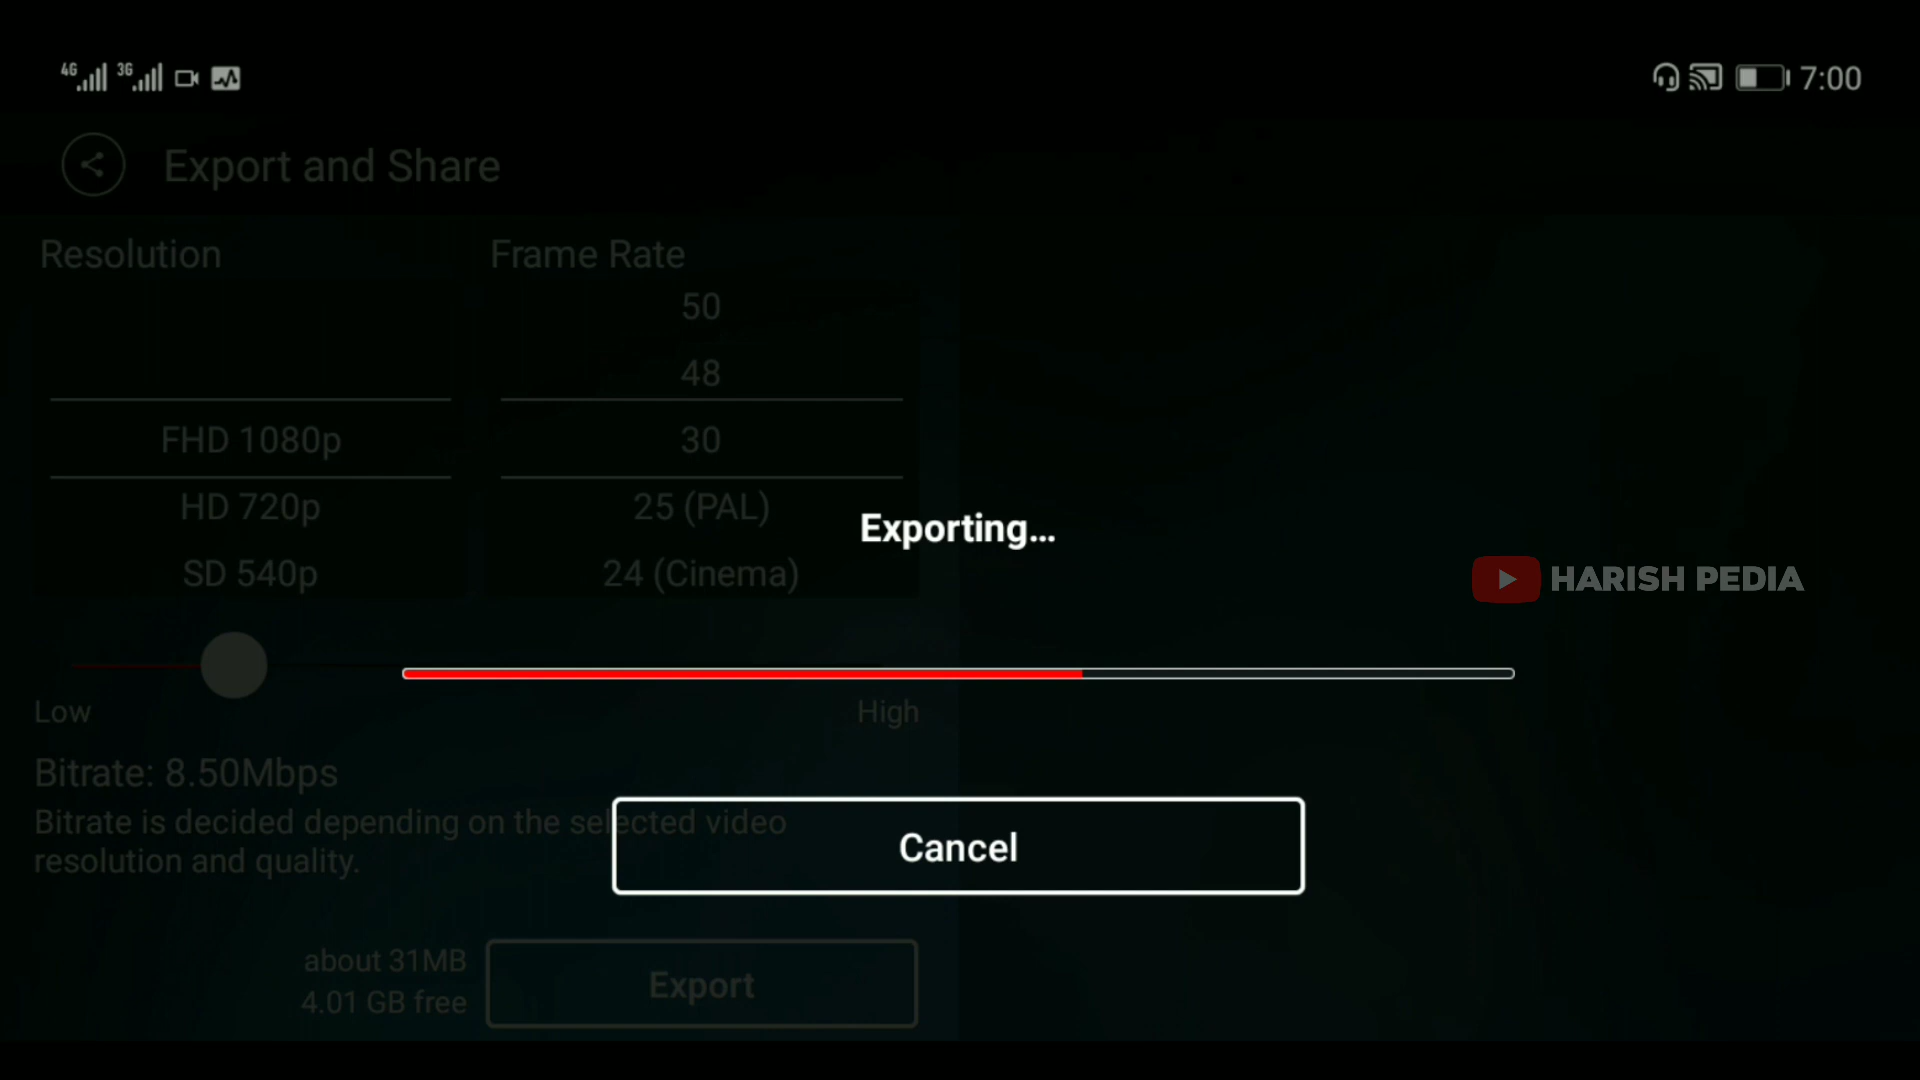 4G 3G 7:00
Export and Share
Resolution
Frame Rate
50
48
FHD 1080p
30
HD 720p
25 (PAL)
SD 540p
24 (Cinema)
Exporting...
HARISH PEDIA
Low
High
Bitrate: 8.50Mbps
Bitrate is decided depending on the selected video
resolution and quality.
Cancel
about 31MB
4.01 GB free
Export